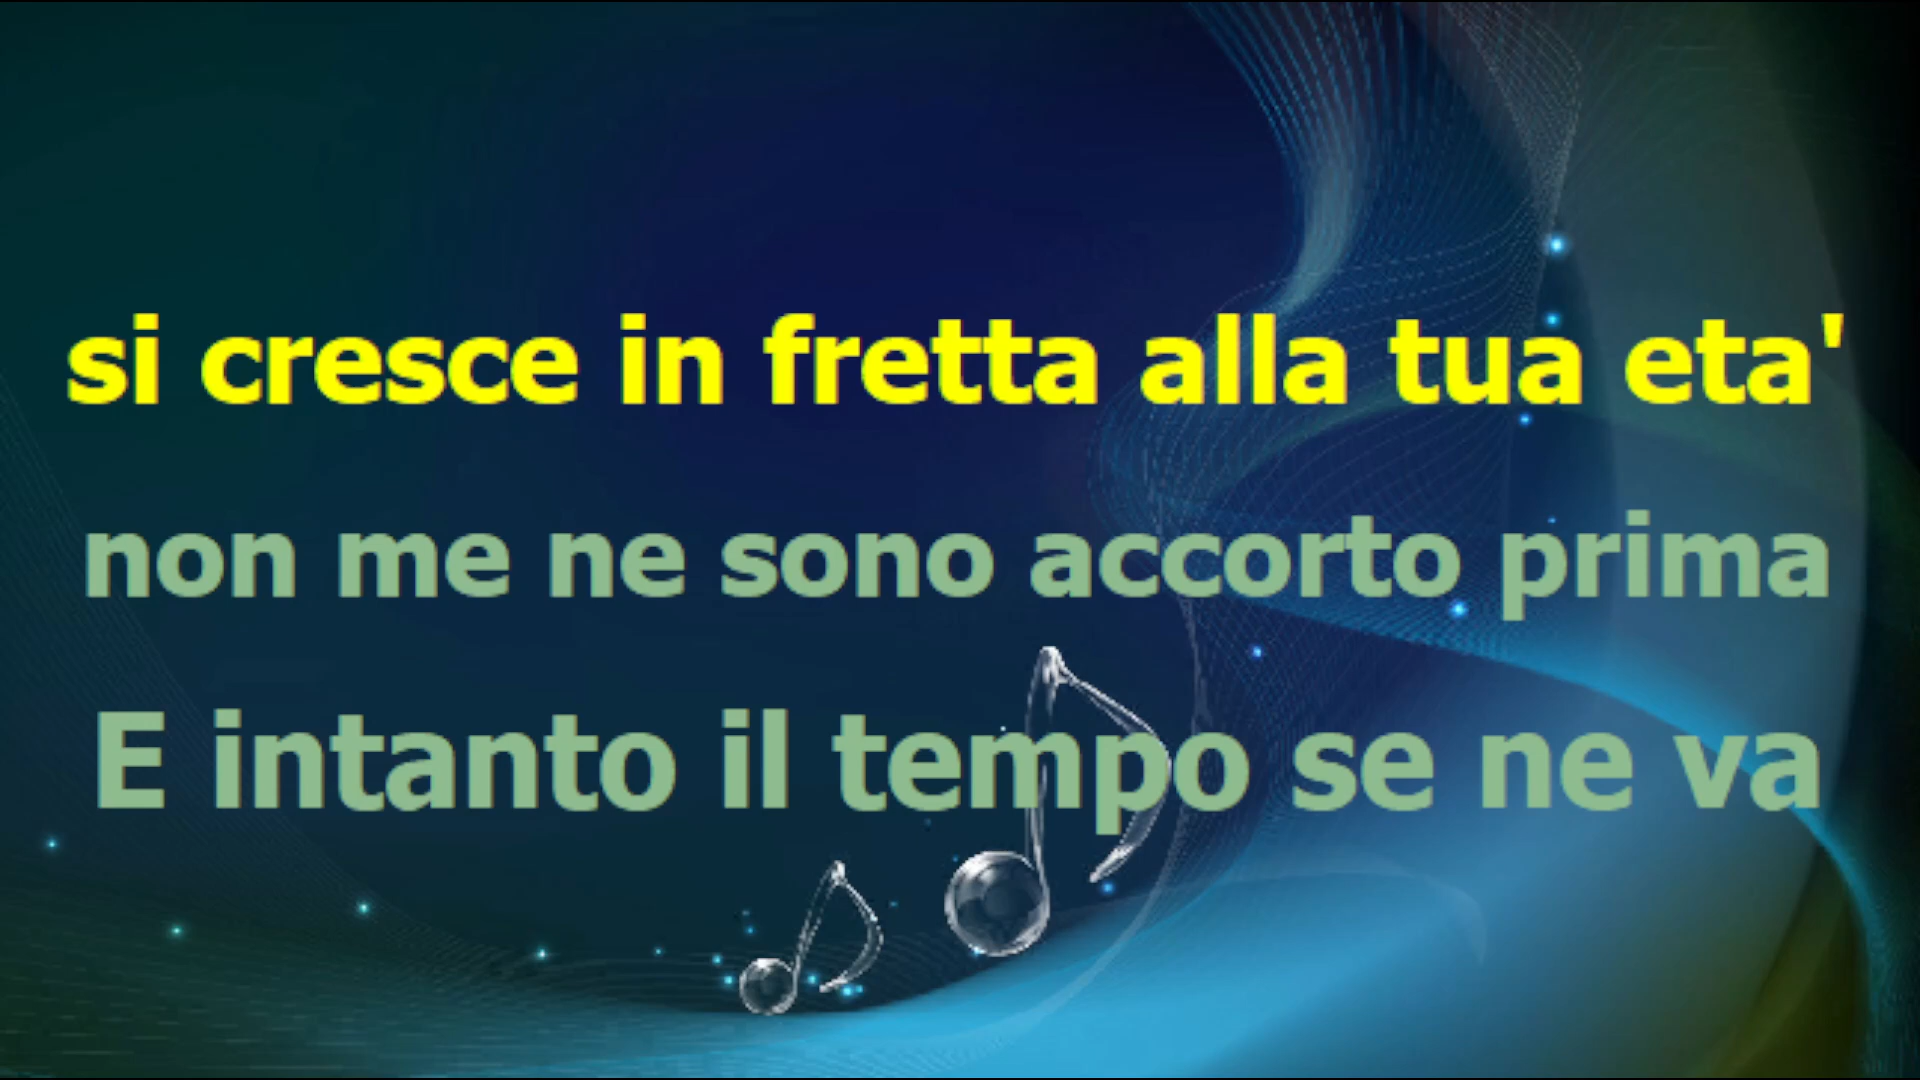 si cresce in fretta alla tua eta'
non me ne sono accorto prima
E intanto il tempo se ne va